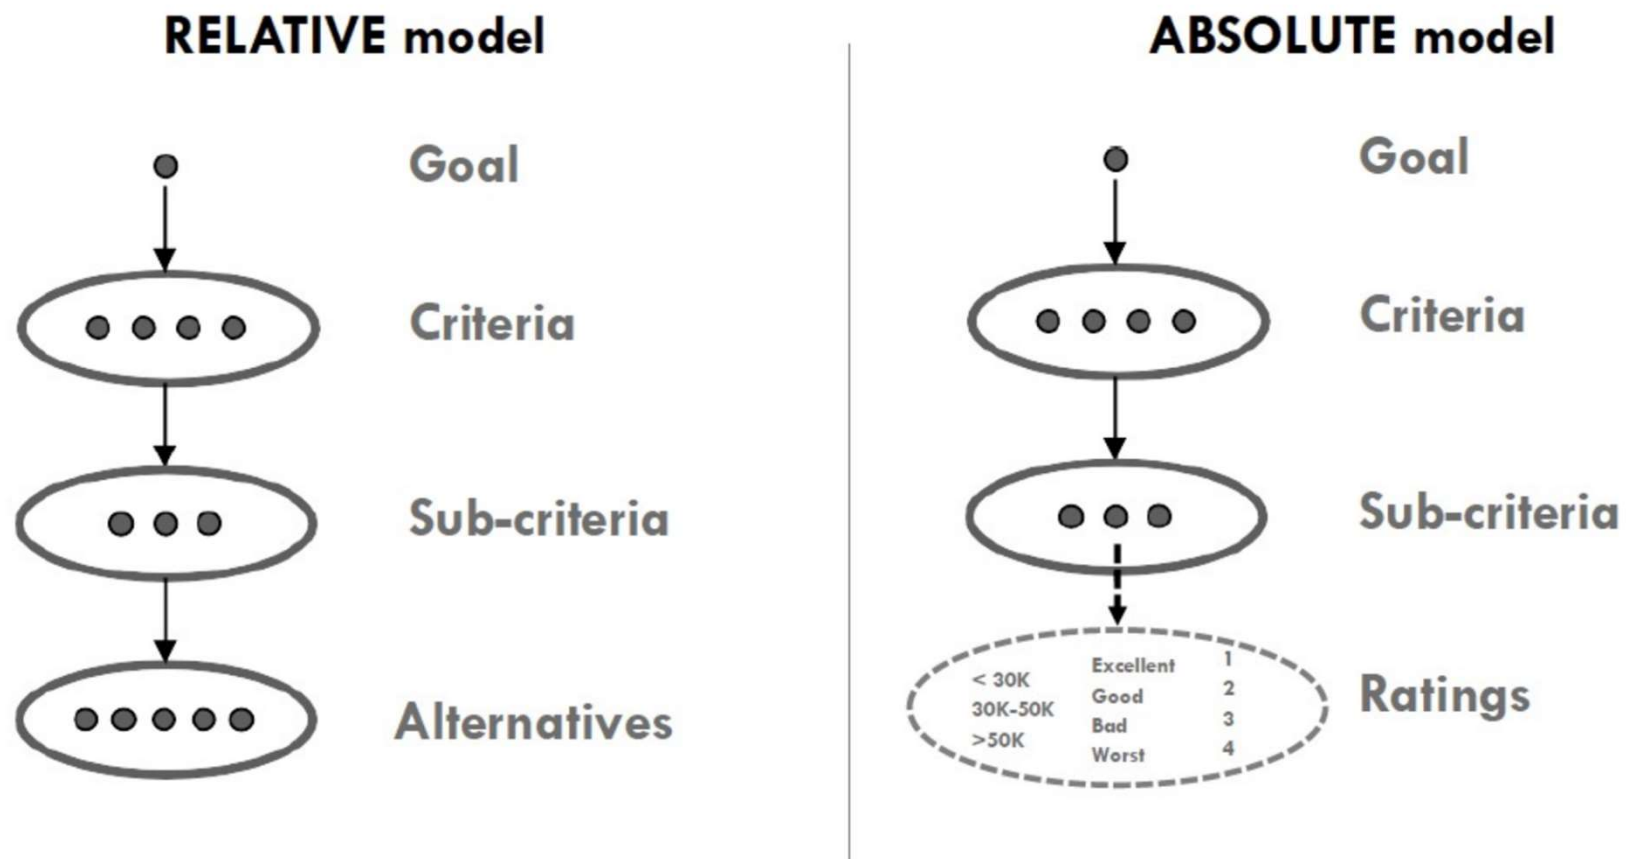 RELATIVE model
Goal
Criteria
Sub-criteria
Alternatives
ABSOLUTE model
Goal
Criteria
Sub-criteria
< 30K
30K-50K
>50K
Excellent
Good
Bad
Worst
1
2
3
4
Ratings